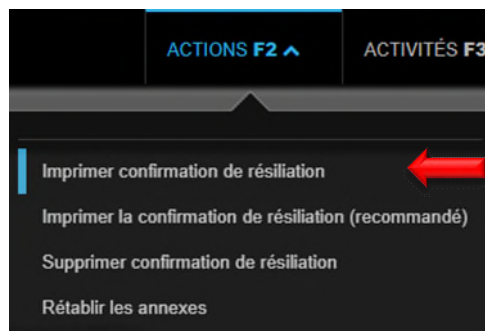 ACTIONS F2 ACTIVITÉS F3
Imprimer confirmation de résiliation
Imprimer la confirmation de résiliation (recommandé)
Supprimer confirmation de résiliation
Rétablir les annexes